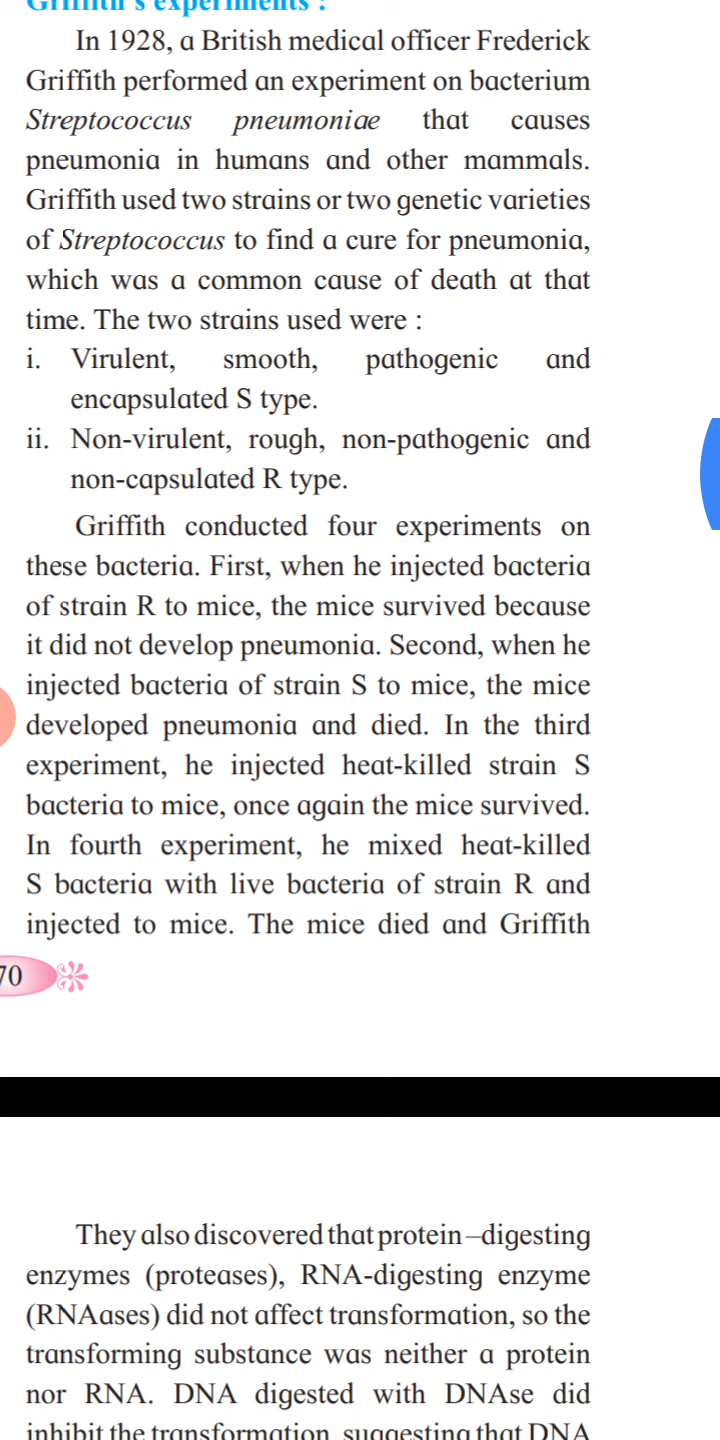 Griffith's experiments :
In 1928, a British medical officer Frederick
Griffith performed an experiment on bacterium
Streptococcus pneumoniae that causes
pneumonia in humans and other mammals.
Griffith used two strains or two genetic varieties
of Streptococcus to find a cure for pneumonia,
which was a common cause of death at that
time. The two strains used were :
i. Virulent, smooth, pathogenic and
encapsulated S type.
ii. Non-virulent, rough, non-pathogenic and
non-capsulated R type.
Griffith conducted four experiments on
these bacteria. First, when he injected bacteria
of strain R to mice, the mice survived because
it did not develop pneumonia. Second, when he
injected bacteria of strain S to mice, the mice
developed pneumonia and died. In the third
experiment, he injected heat-killed strain S
bacteria to mice, once again the mice survived.
In fourth experiment, he mixed heat-killed
S bacteria with live bacteria of strain R and
injected to mice. The mice died and Griffith
70
They also discovered that protein–digesting
enzymes (proteases), RNA-digesting enzyme
(RNAases) did not affect transformation, so the
transforming substance was neither a protein
nor RNA. DNA digested with DNAse did
inhibit the transformation, suggesting that DNA